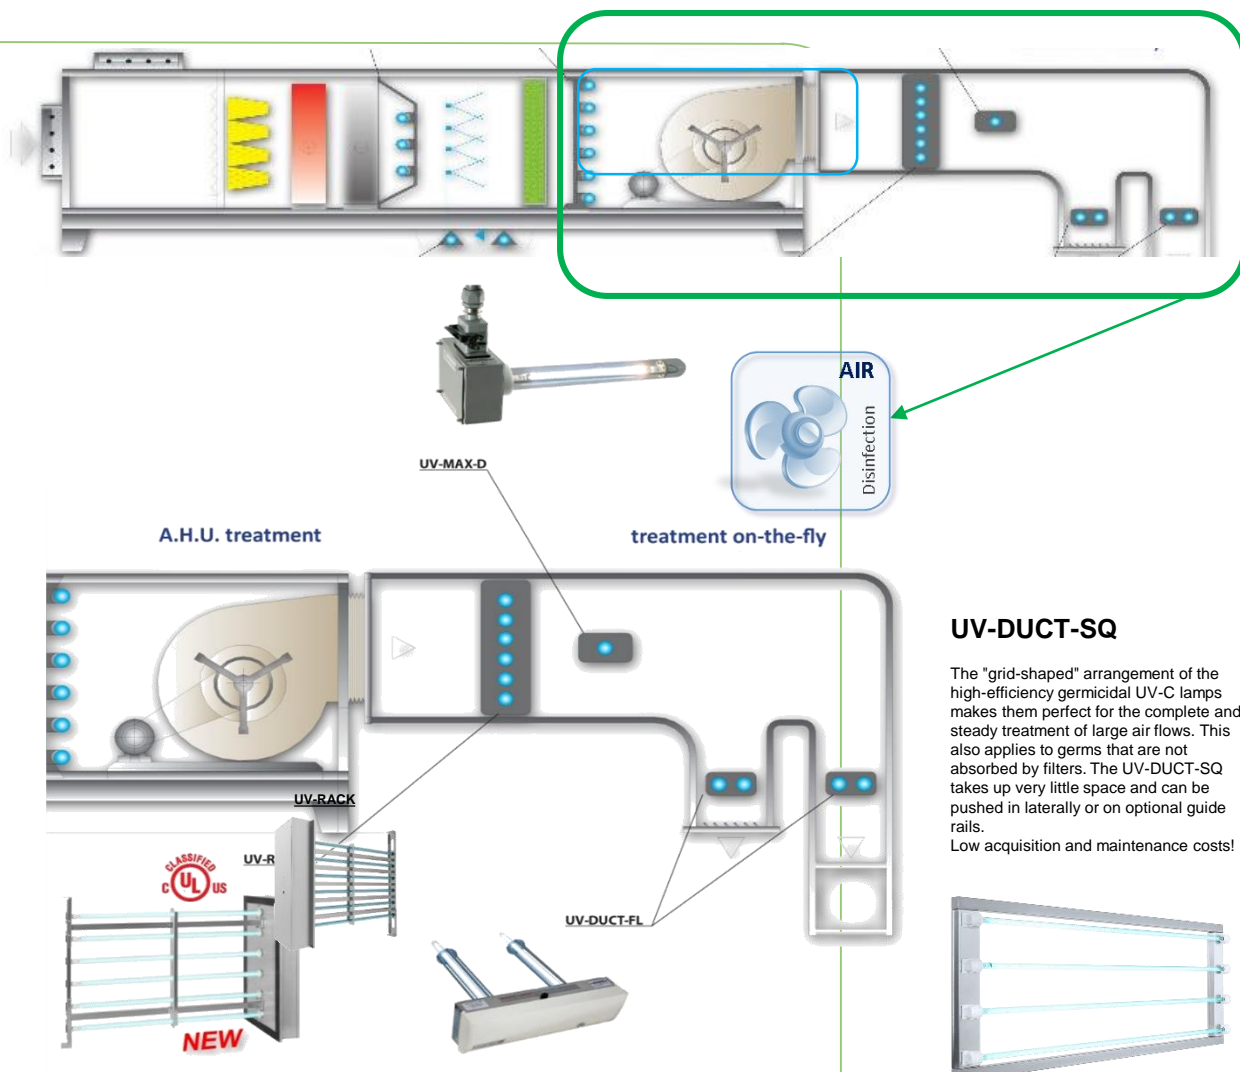 AIR
Disinfection
UV-MAX-D
A.H.U. treatment
treatment on-the-fly
UV-DUCT-SQ
The "grid-shaped" arrangement of the
high-efficiency germicidal UV-C lamps
makes them perfect for the complete and
steady treatment of large air flows. This
also applies to germs that are not
absorbed by filters. The UV-DUCT-SQ
takes up very little space and can be
pushed in laterally or on optional guide
rails.
Low acquisition and maintenance costs!
UV-RACK
UV-R
CLASSIFIED
C UL US
UV-DUCT-FL
NEW